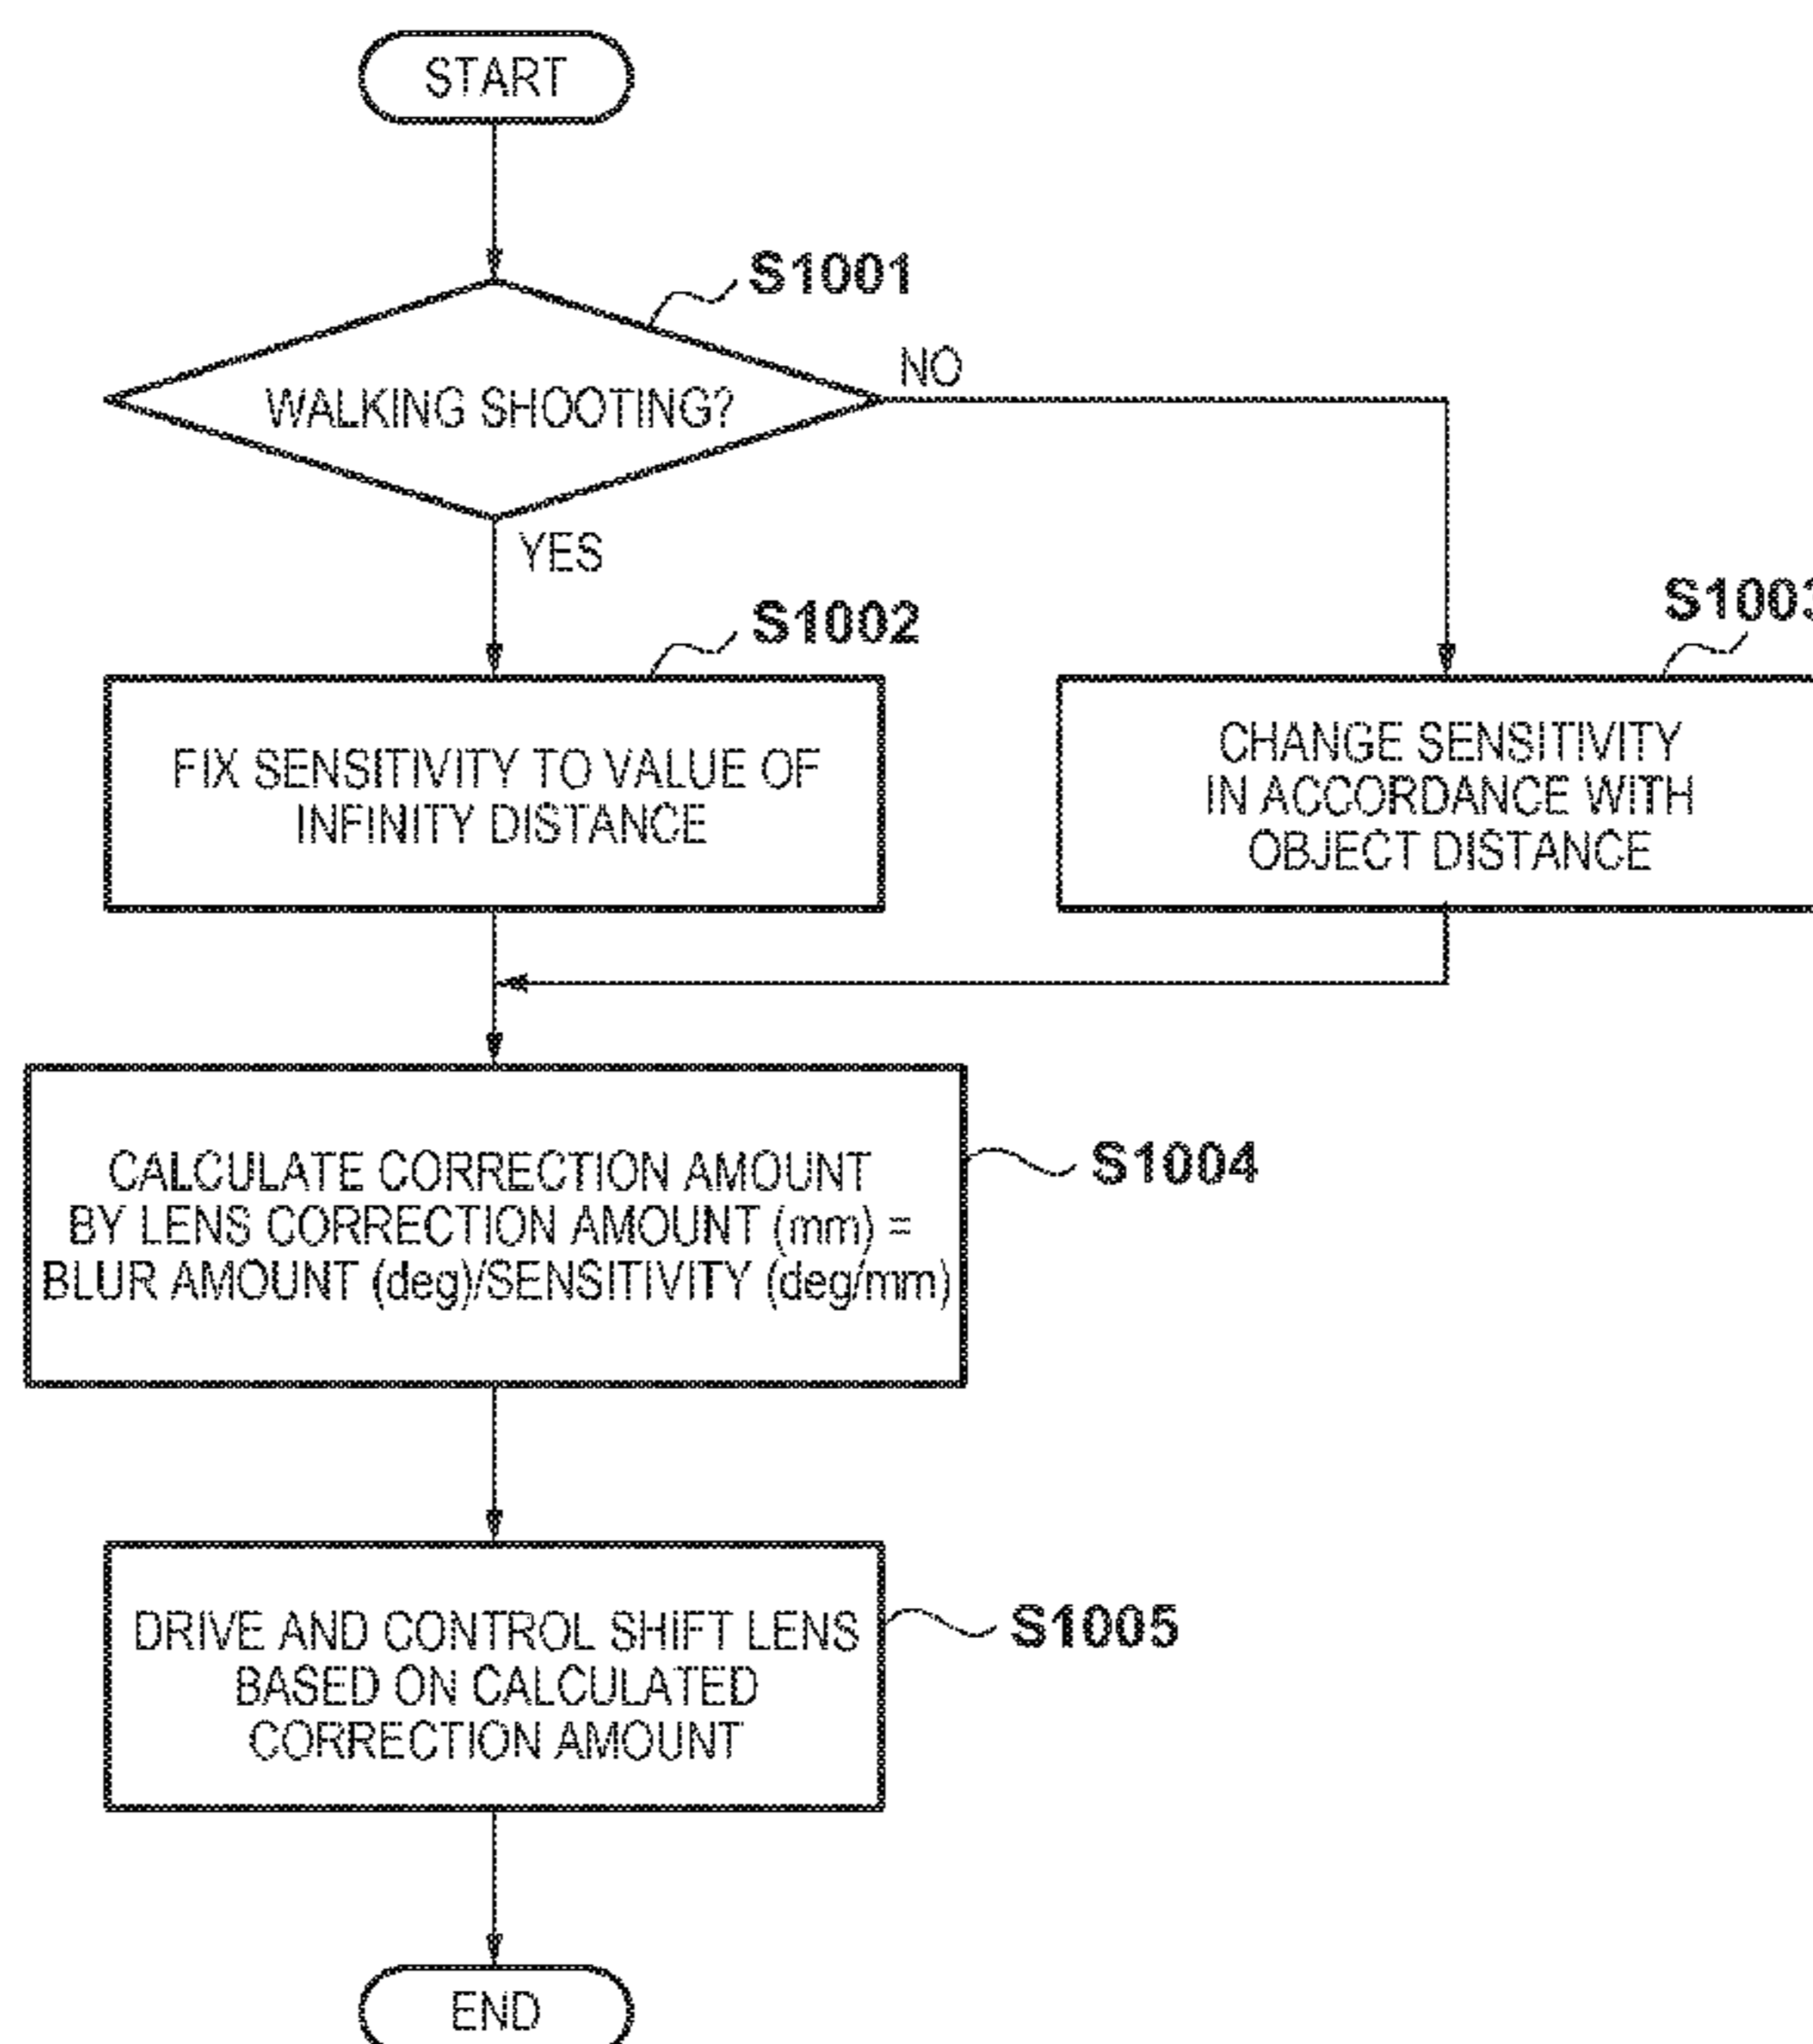 START
S1001
WALKING SHOOTING?
NO
YES
S1002
S1003
FIX SENSITIVITY TO VALUE OF
INFINITY DISTANCE
CHANGE SENSITIVITY
IN ACCORDANCE WITH
OBJECT DISTANCE
CALCULATE CORRECTION AMOUNT
BY LENS CORRECTION AMOUNT (mm) =
BLUR AMOUNT (deg)/SENSITIVITY (deg/mm)
S1004
DRIVE AND CONTROL SHIFT LENS
BASED ON CALCULATED
CORRECTION AMOUNT
S1005
END